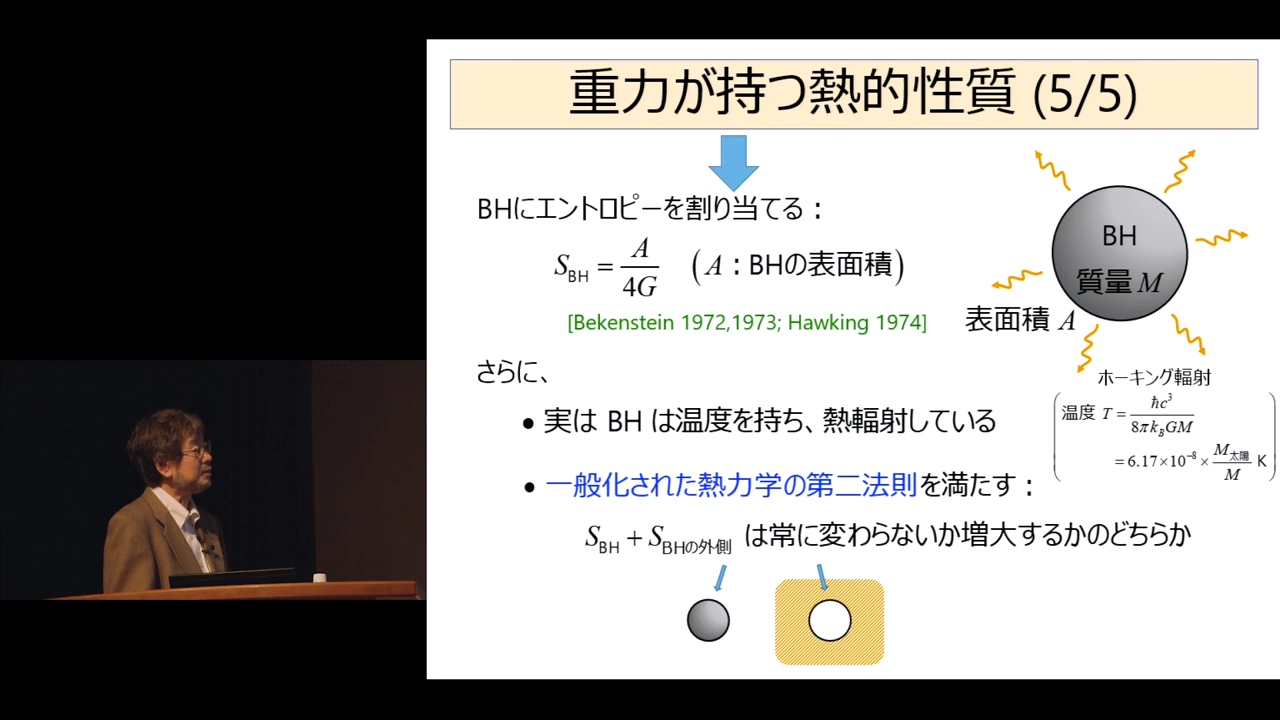 重力が持つ熱的性質 (5/5)
BHにエントロピーを割り当てる：
S_BH = A/4G (A：BHの表面積)
[Bekenstein 1972,1973; Hawking 1974]
BH
質量 M
表面積 A
ホーキング輻射
温度 T = ℏc³/8πk_BGM
= 6.17×10⁻⁸×M_太陽/M K
さらに、
• 実は BH は温度を持ち、熱輻射している
• 一般化された熱力学の第二法則を満たす：
S_BH + S_BHの外側 は常に変わらないか増大するかのどちらか